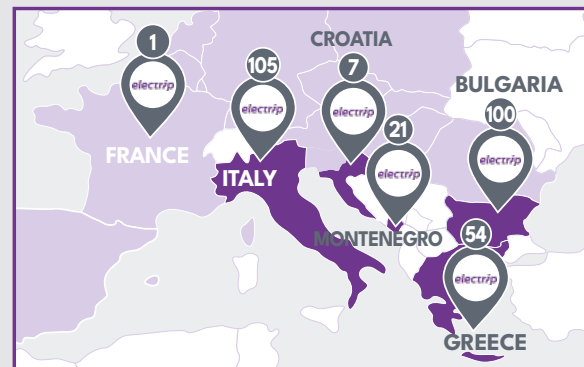 1
electrip
FRANCE
105
electrip
ITALY
CROATIA
7
electrip
21
electrip
MONTENEGRO
BULGARIA
100
electrip
54
electrip
GREECE